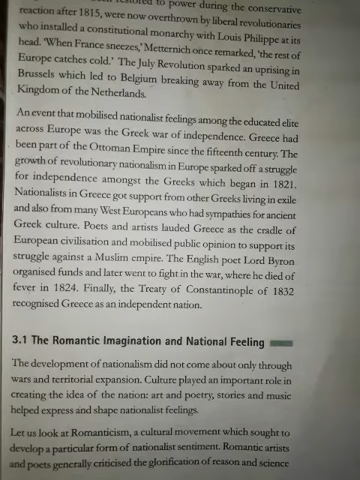 restored to power during the conservative
reaction after 1815, were now overthrown by liberal revolutionaries
who installed a constitutional monarchy with Louis Philippe at its
head. ‘When France sneezes,’ Metternich once remarked, ‘the rest of
Europe catches cold.’ The July Revolution sparked an uprising in
Brussels which led to Belgium breaking away from the United
Kingdom of the Netherlands.
An event that mobilised nationalist feelings among the educated elite
across Europe was the Greek war of independence. Greece had
been part of the Ottoman Empire since the fifteenth century. The
growth of revolutionary nationalism in Europe sparked off a struggle
for independence amongst the Greeks which began in 1821.
Nationalists in Greece got support from other Greeks living in exile
and also from many West Europeans who had sympathies for ancient
Greek culture. Poets and artists lauded Greece as the cradle of
European civilisation and mobilised public opinion to support its
struggle against a Muslim empire. The English poet Lord Byron
organised funds and later went to fight in the war, where he died of
fever in 1824. Finally, the Treaty of Constantinople of 1832
recognised Greece as an independent nation.
3.1 The Romantic Imagination and National Feeling
The development of nationalism did not come about only through
wars and territorial expansion. Culture played an important role in
creating the idea of the nation: art and poetry, stories and music
helped express and shape nationalist feelings.
Let us look at Romanticism, a cultural movement which sought to
develop a particular form of nationalist sentiment. Romantic artists
and poets generally criticised the glorification of reason and science